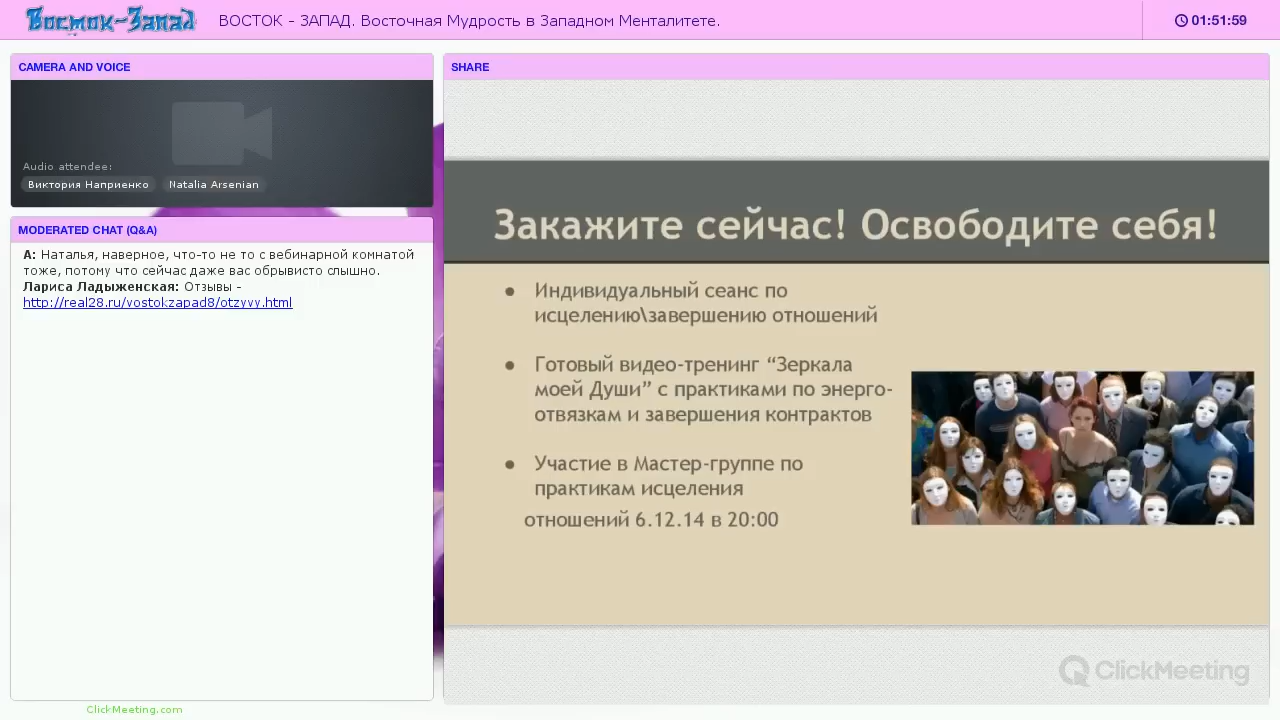 Восток-Запад
ВОСТОК - ЗАПАД. Восточная Мудрость в Западном Менталитете.
01:51:59
CAMERA AND VOICE
Audio attendee:
Виктория Наприенко
Natalia Arsenian
MODERATED CHAT (Q&A)
А: Наталья, наверное, что-то не то с вебинарной комнатой
тоже, потому что сейчас даже вас обрывисто слышно.
Лариса Ладыженская: Отзывы -
http://real28.ru/vostokzapad8/otzyvy.html
ClickMeeting.com
SHARE
Закажите сейчас! Освободите себя!
● Индивидуальный сеанс по
исцелению\завершению отношений
● Готовый видео-тренинг “Зеркала
моей Души” с практиками по энерго-
отвязкам и завершения контрактов
● Участие в Мастер-группе по
практикам исцеления
отношений 6.12.14 в 20:00
ClickMeeting